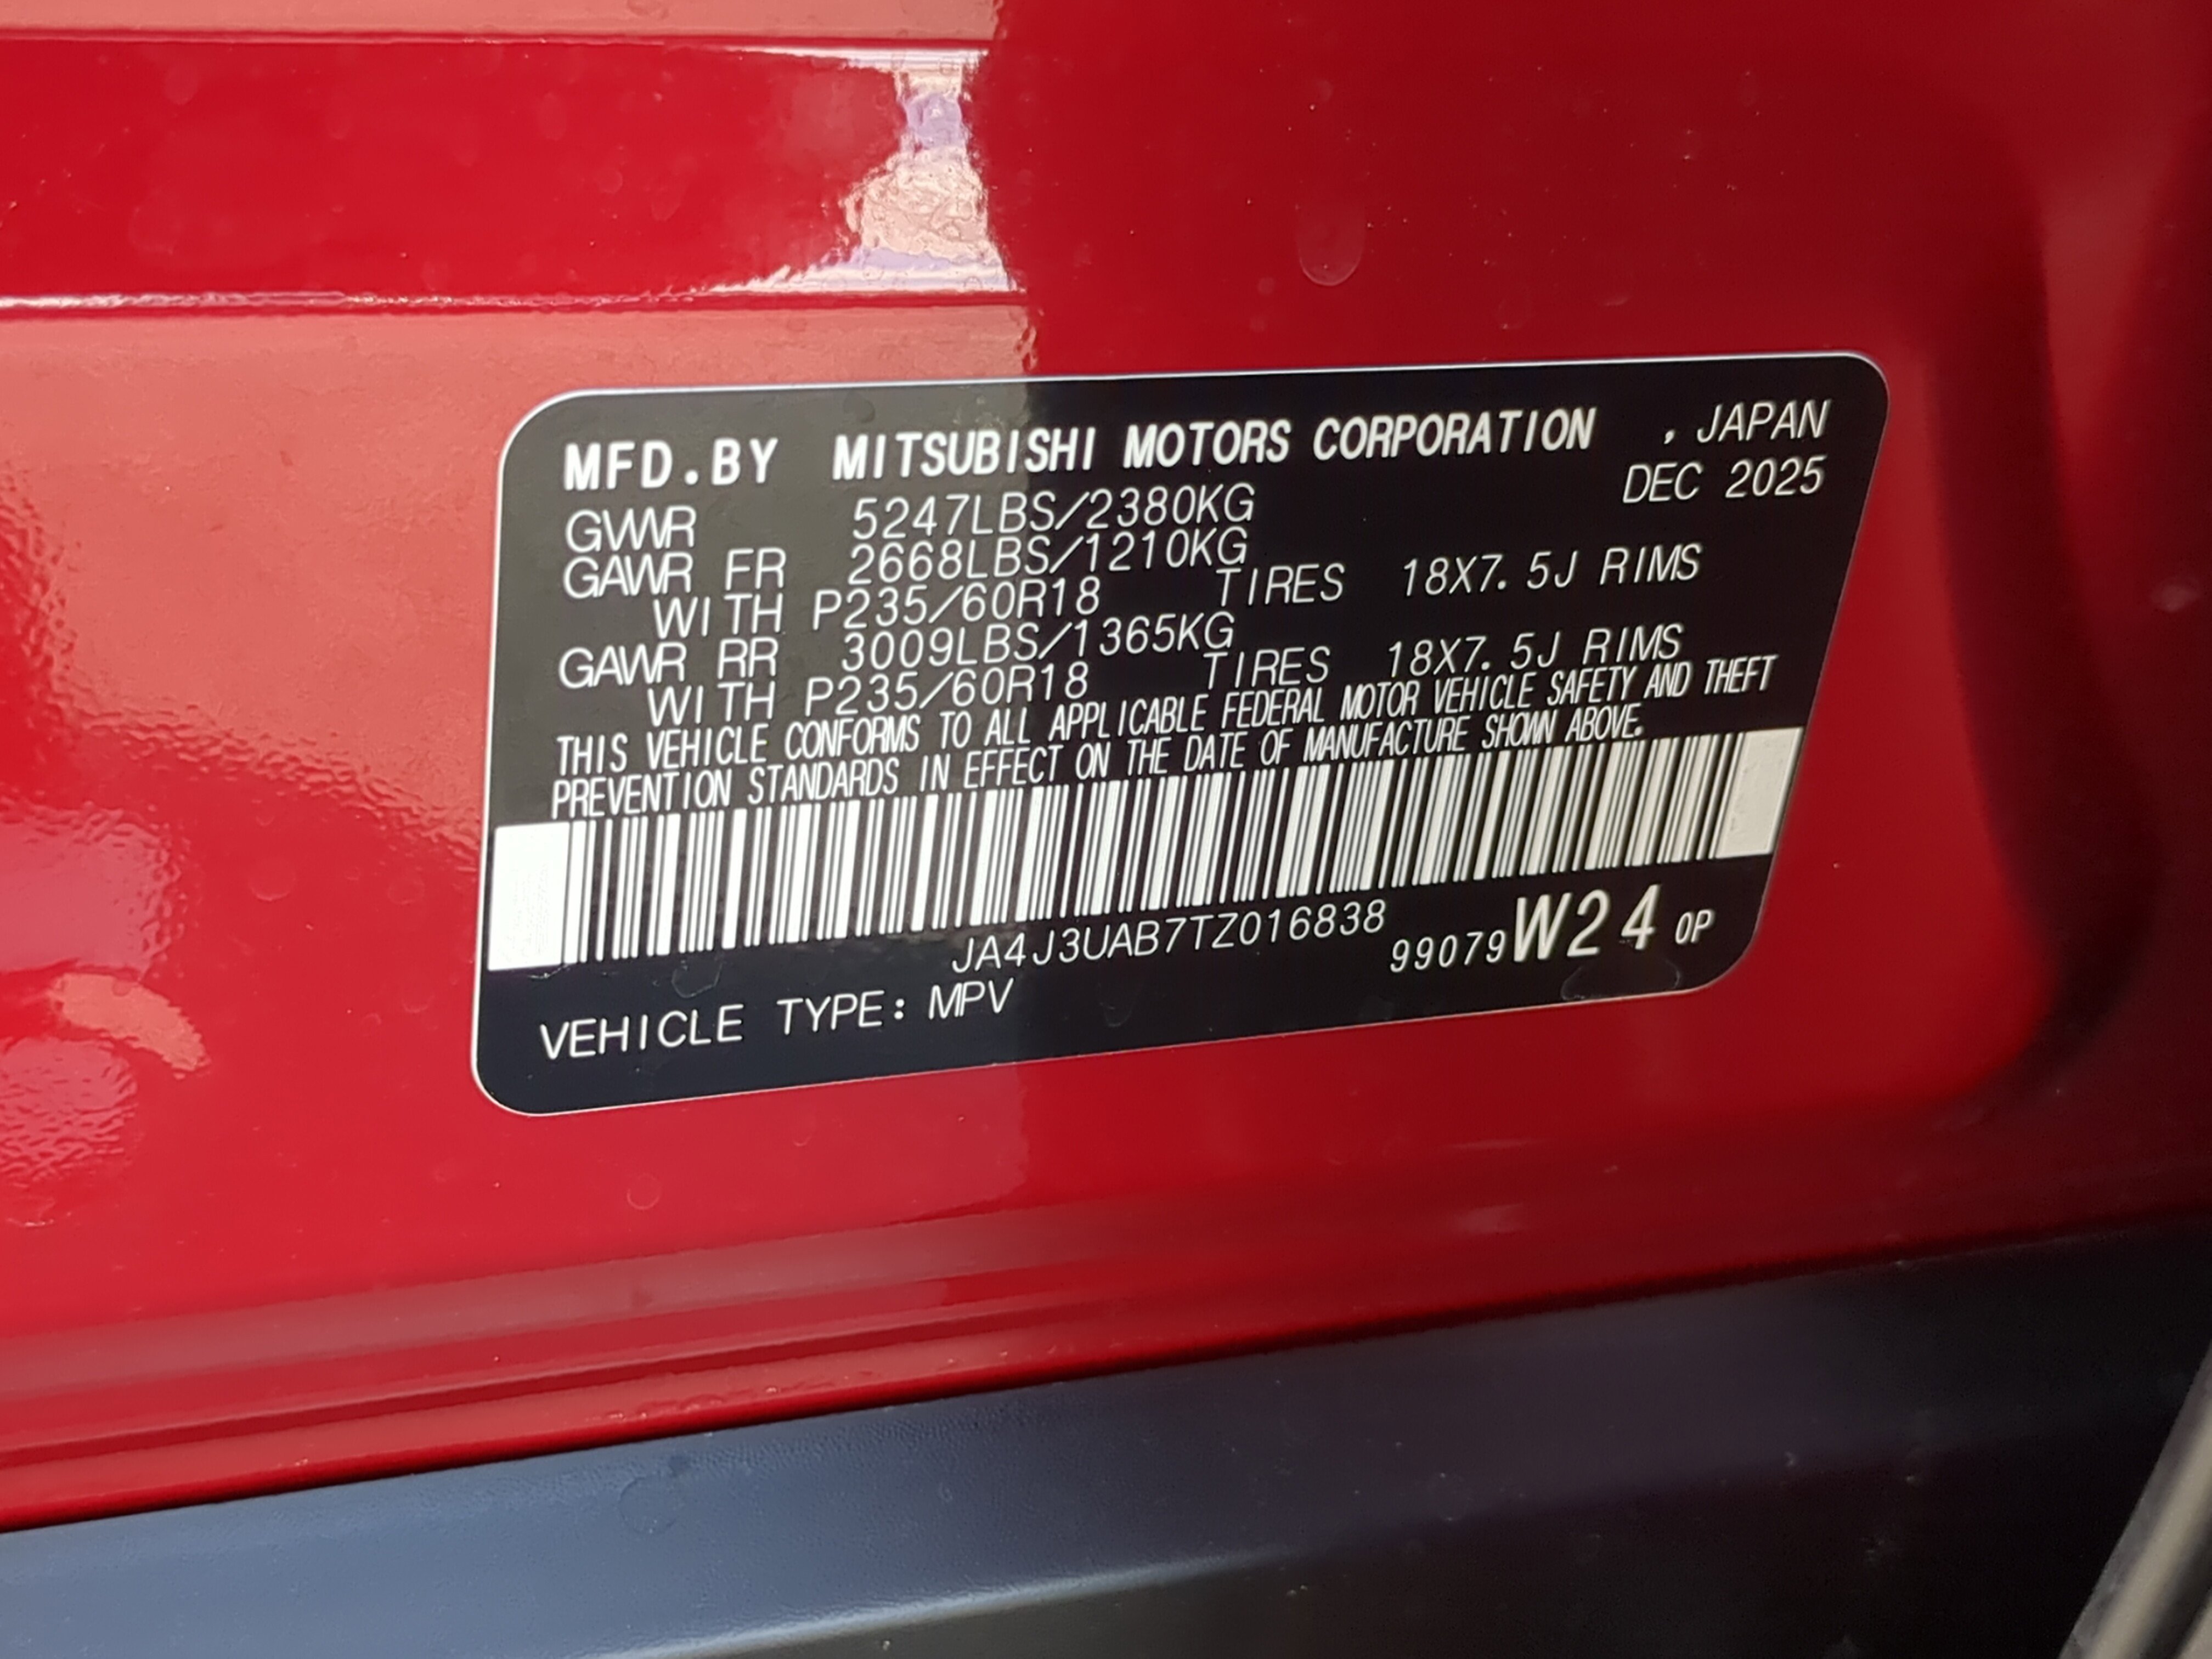 MFD.BY MITSUBISHI MOTORS CORPORATION , JAPAN
DEC 2025
GVWR 5247LBS/2380KG
GAWR FR 2668LBS/1210KG
WITH P235/60R18 TIRES 18X7.5J RIMS
GAWR RR 3009LBS/1365KG
WITH P235/60R18 TIRES 18X7.5J RIMS
THIS VEHICLE CONFORMS TO ALL APPLICABLE FEDERAL MOTOR VEHICLE SAFETY AND THEFT
PREVENTION STANDARDS IN EFFECT ON THE DATE OF MANUFACTURE SHOWN ABOVE.
JA4J3UAB7TZ016838
99079W24 0P
VEHICLE TYPE: MPV